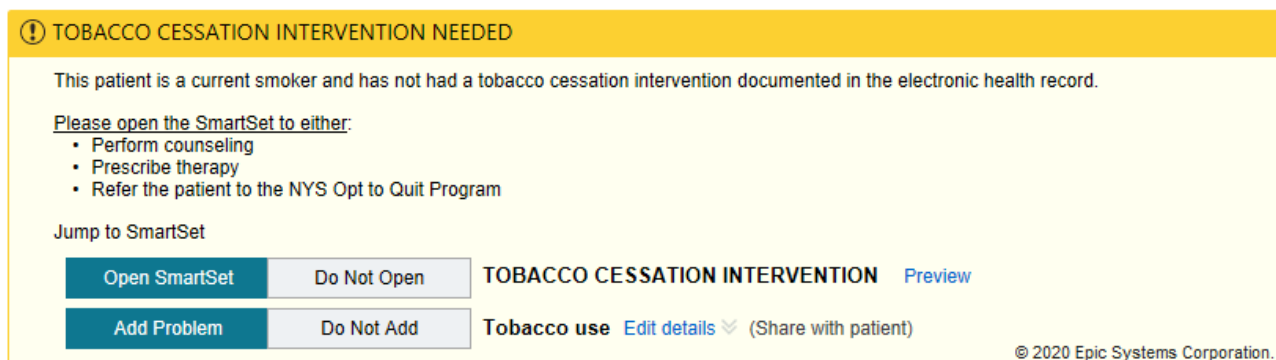 TOBACCO CESSATION INTERVENTION NEEDED
This patient is a current smoker and has not had a tobacco cessation intervention documented in the electronic health record.
Please open the SmartSet to either:
• Perform counseling
• Prescribe therapy
• Refer the patient to the NYS Opt to Quit Program
Jump to SmartSet
Open SmartSet Do Not Open TOBACCO CESSATION INTERVENTION Preview
Add Problem Do Not Add Tobacco use Edit details (Share with patient)
© 2020 Epic Systems Corporation.